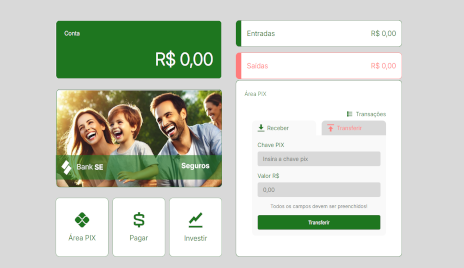 Conta
R$ 0,00
Entradas
R$ 0,00
Saídas
R$ 0,00
Bank SE
Seguros
Área PIX
Pagar
Investir
Área PIX
Transações
Receber
Transferir
Chave PIX
Insira a chave pix
Valor R$
0,00
Todos os campos devem ser preenchidos!
Transferir